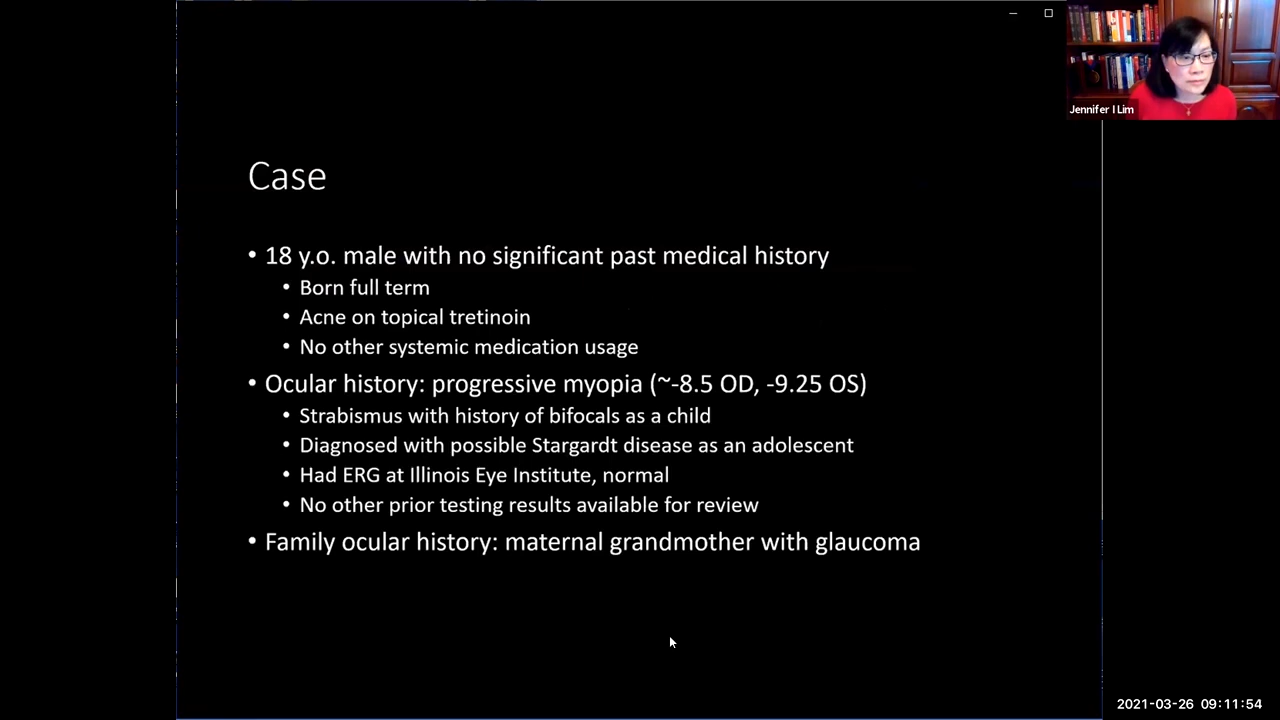 Jennifer I Lim
Case
• 18 y.o. male with no significant past medical history
• Born full term
• Acne on topical tretinoin
• No other systemic medication usage
• Ocular history: progressive myopia (~-8.5 OD, -9.25 OS)
• Strabismus with history of bifocals as a child
• Diagnosed with possible Stargardt disease as an adolescent
• Had ERG at Illinois Eye Institute, normal
• No other prior testing results available for review
• Family ocular history: maternal grandmother with glaucoma
2021-03-26 09:11:54